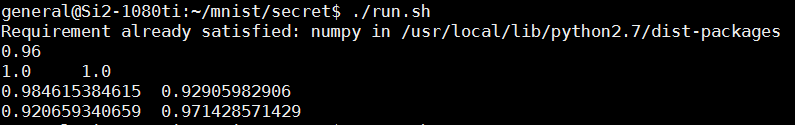 general@Si2-1080ti:~/mnist/secret$ ./run.sh
Requirement already satisfied: numpy in /usr/local/lib/python2.7/dist-packages
0.96
1.0 1.0
0.984615384615 0.92905982906
0.920659340659 0.971428571429